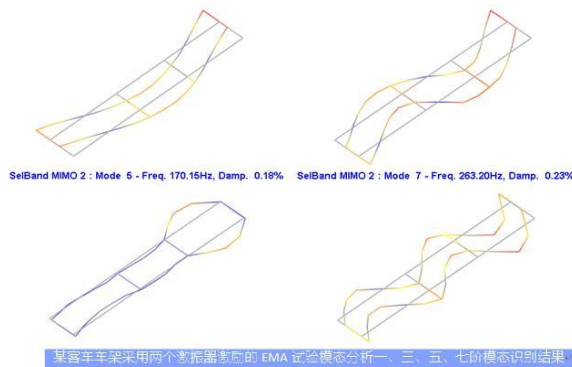 SelBand MIMO 2 : Mode 5 - Freq. 170.15Hz, Damp. 0.18%
SelBand MIMO 2 : Mode 7 - Freq. 263.20Hz, Damp. 0.23%
某客车车架采用两个激振器激励的 EMA 试验模态分析一、三、五、七阶模态识别结果